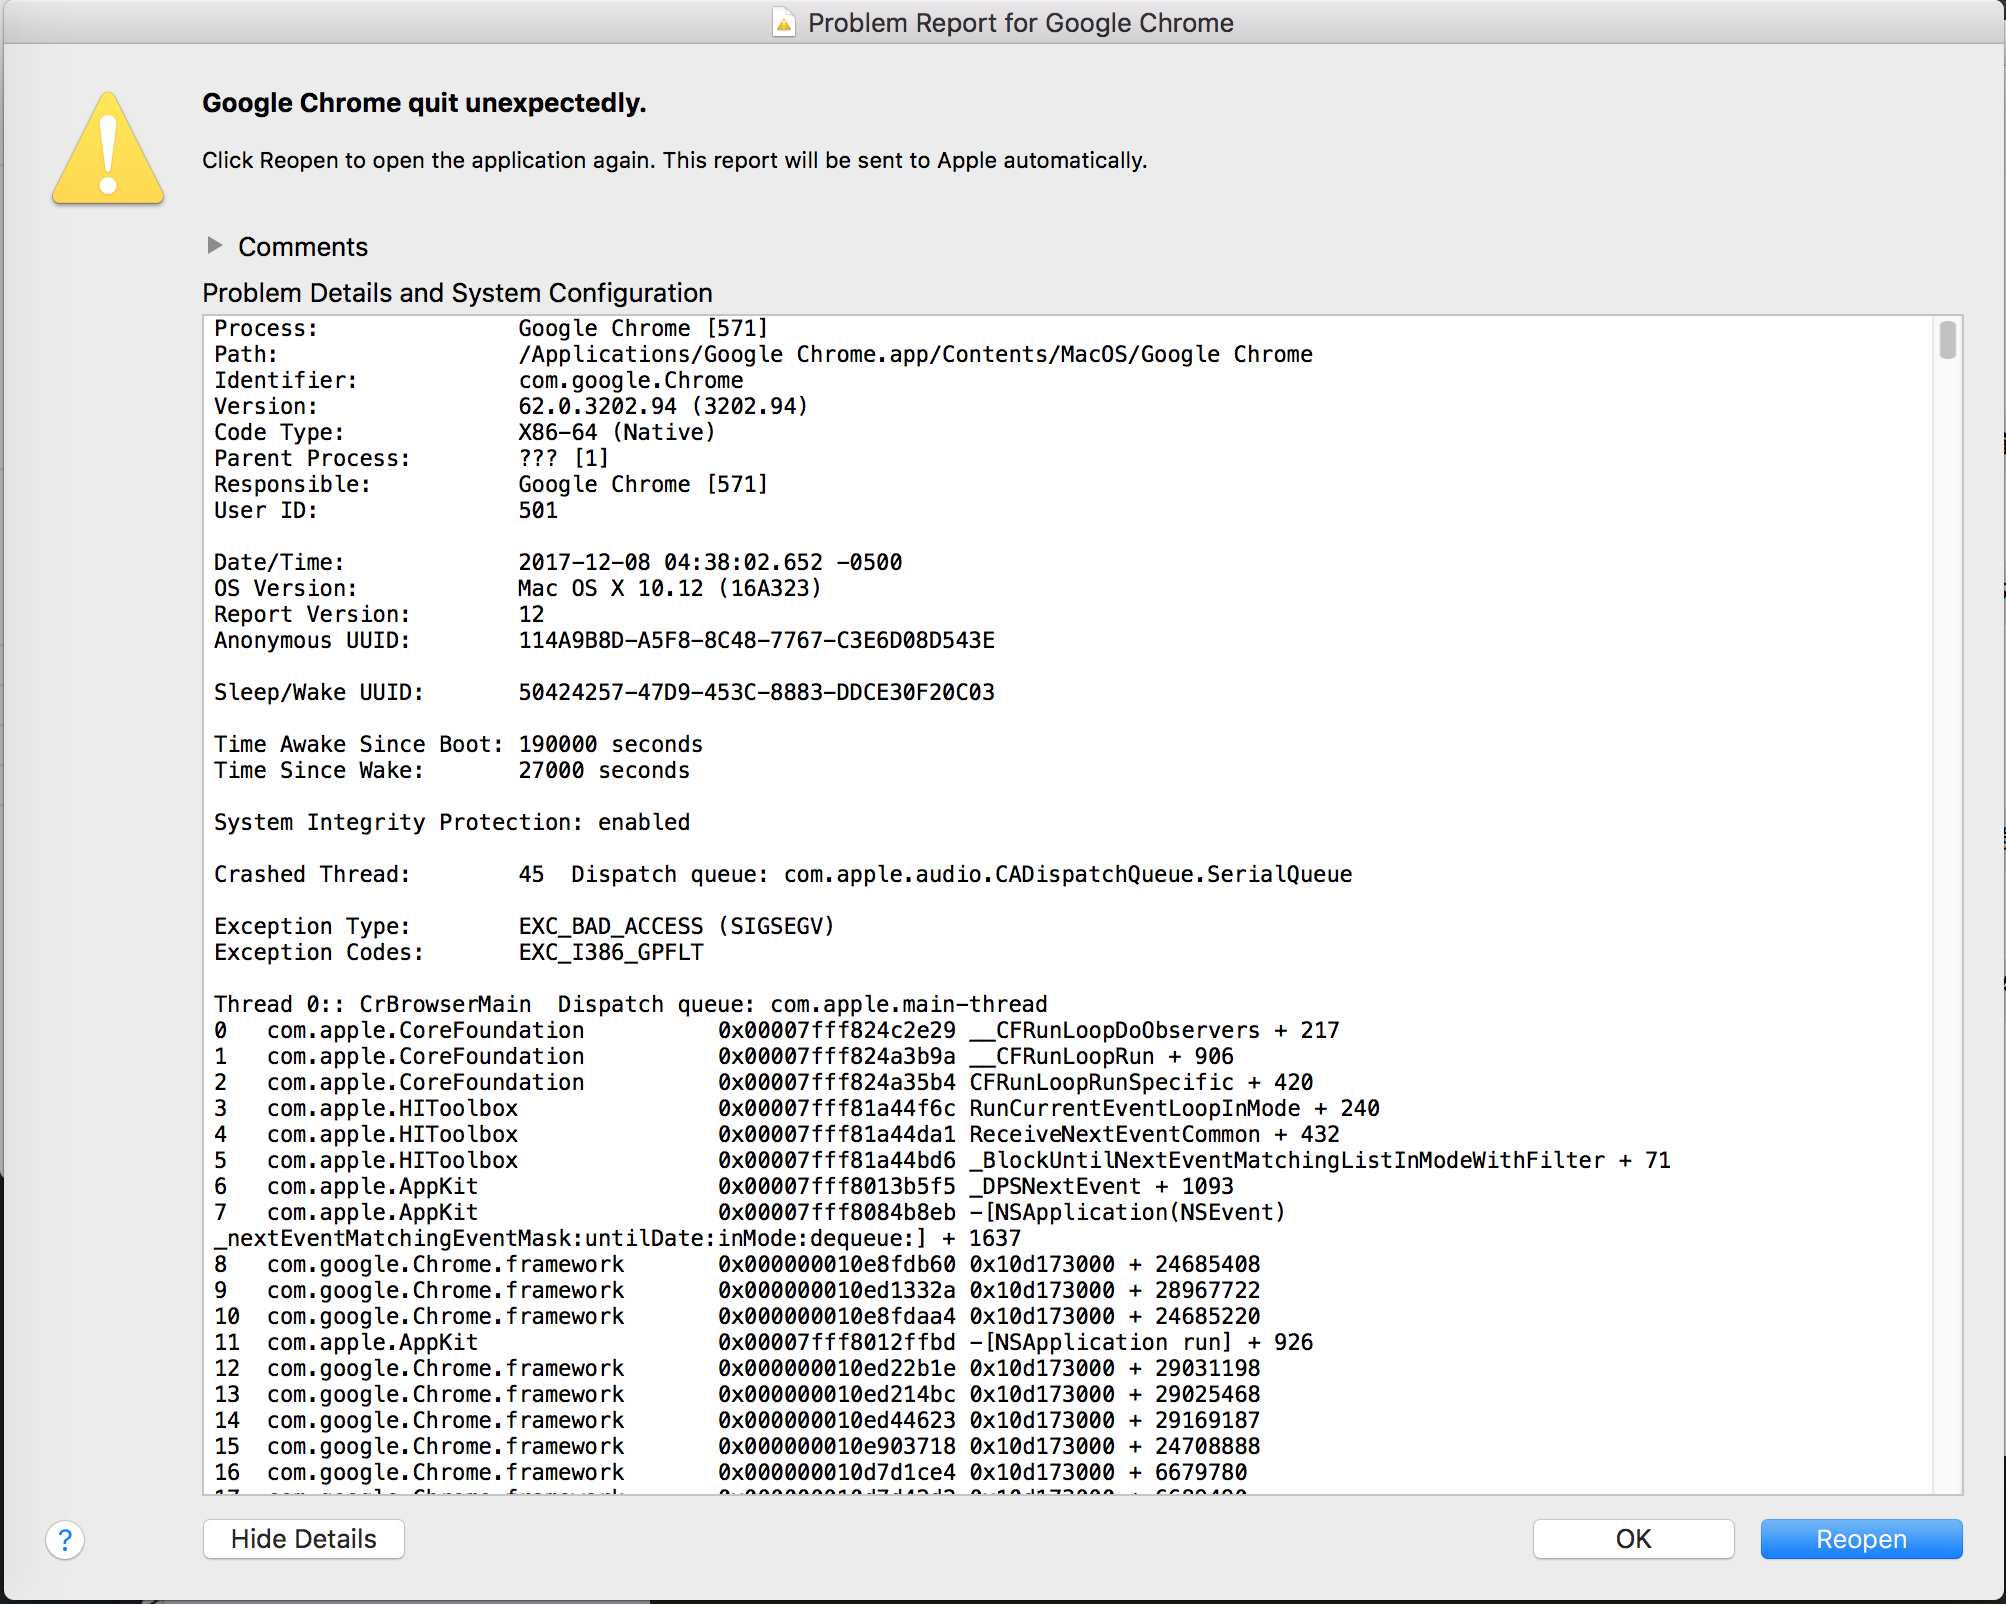 Problem Report for Google Chrome
Google Chrome quit unexpectedly.
Click Reopen to open the application again. This report will be sent to Apple automatically.
Comments
Problem Details and System Configuration
Process: Google Chrome [571]
Path: /Applications/Google Chrome.app/Contents/MacOS/Google Chrome
Identifier: com.google.Chrome
Version: 62.0.3202.94 (3202.94)
Code Type: X86-64 (Native)
Parent Process: ??? [1]
Responsible: Google Chrome [571]
User ID: 501
Date/Time: 2017-12-08 04:38:02.652 -0500
OS Version: Mac OS X 10.12 (16A323)
Report Version: 12
Anonymous UUID: 114A9B8D-A5F8-8C48-7767-C3E6D08D543E
Sleep/Wake UUID: 50424257-47D9-453C-8883-DDCE30F20C03
Time Awake Since Boot: 190000 seconds
Time Since Wake: 27000 seconds
System Integrity Protection: enabled
Crashed Thread: 45 Dispatch queue: com.apple.audio.CADispatchQueue.SerialQueue
Exception Type: EXC_BAD_ACCESS (SIGSEGV)
Exception Codes: EXC_I386_GPFLT
Thread 0:: CrBrowserMain Dispatch queue: com.apple.main-thread
0 com.apple.CoreFoundation 0x00007fff824c2e29 __CFRunLoopDoObservers + 217
1 com.apple.CoreFoundation 0x00007fff824a3b9a __CFRunLoopRun + 906
2 com.apple.CoreFoundation 0x00007fff824a35b4 CFRunLoopRunSpecific + 420
3 com.apple.HIToolbox 0x00007fff81a44f6c RunCurrentEventLoopInMode + 240
4 com.apple.HIToolbox 0x00007fff81a44da1 ReceiveNextEventCommon + 432
5 com.apple.HIToolbox 0x00007fff81a44bd6 _BlockUntilNextEventMatchingListInModeWithFilter + 71
6 com.apple.AppKit 0x00007fff8013b5f5 _DPSNextEvent + 1093
7 com.apple.AppKit 0x00007fff8084b8eb -[NSApplication(NSEvent)
_nextEventMatchingEventMask:untilDate:inMode:dequeue:] + 1637
8 com.google.Chrome.framework 0x000000010e8fdb60 0x10d173000 + 24685408
9 com.google.Chrome.framework 0x000000010ed1332a 0x10d173000 + 28967722
10 com.google.Chrome.framework 0x000000010e8fdaa4 0x10d173000 + 24685220
11 com.apple.AppKit 0x00007fff8012ffbd -[NSApplication run] + 926
12 com.google.Chrome.framework 0x000000010ed22b1e 0x10d173000 + 29031198
13 com.google.Chrome.framework 0x000000010ed214bc 0x10d173000 + 29025468
14 com.google.Chrome.framework 0x000000010ed44623 0x10d173000 + 29169187
15 com.google.Chrome.framework 0x000000010e903718 0x10d173000 + 24708888
16 com.google.Chrome.framework 0x000000010d7d1ce4 0x10d173000 + 6679780
?
Hide Details
OK
Reopen